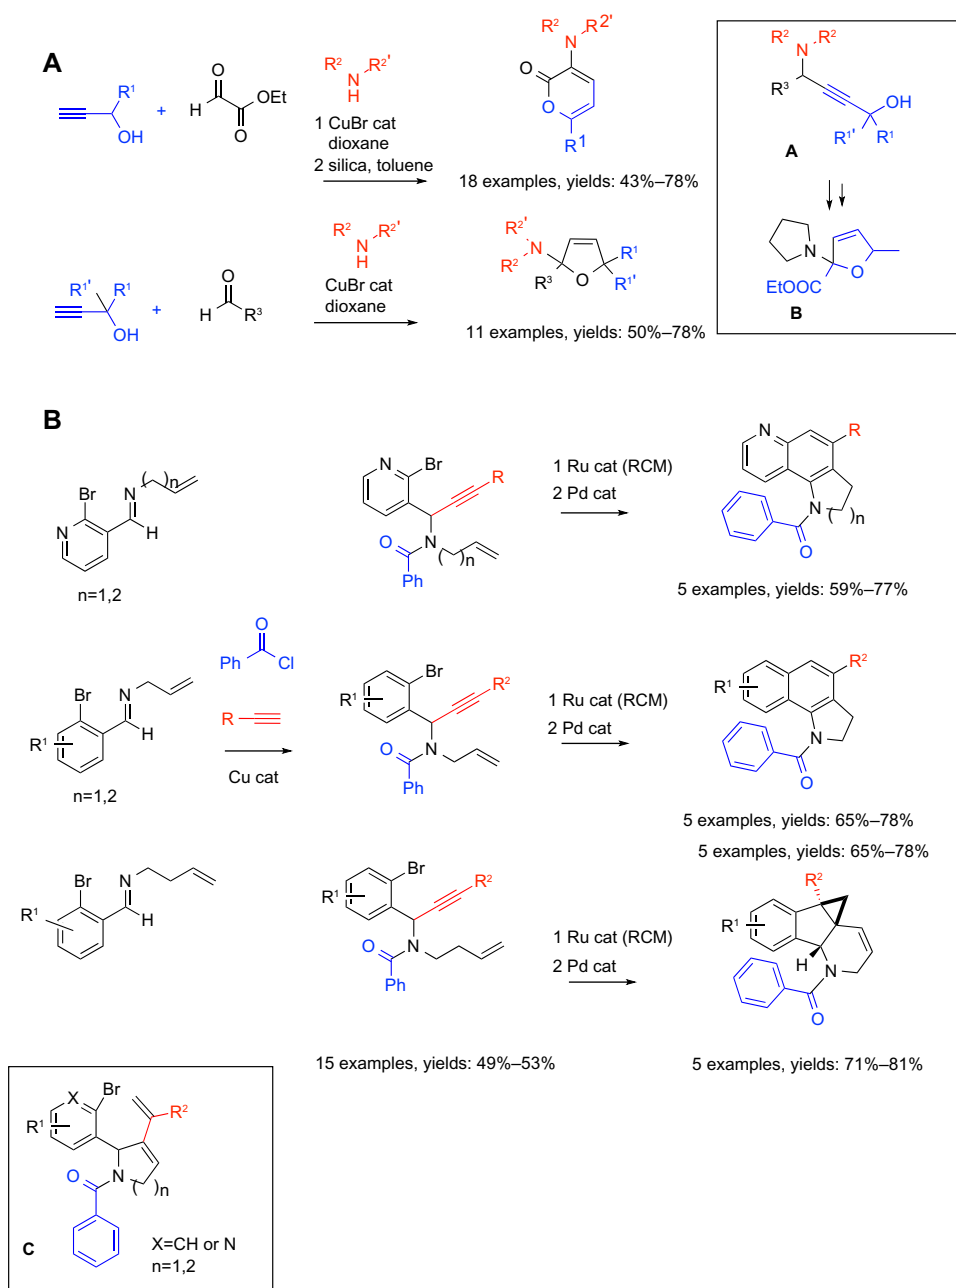 A
R² R²'
N
H
R¹
OH
+
H
O
O
OEt
1 CuBr cat
dioxane
2 silica, toluene
R² R²'
N
O
O
R¹
18 examples, yields: 43%–78%
R¹' R¹
OH
+
O
H R³
R² R²'
N
H
CuBr cat
dioxane
R²'
N
R²
R³ O
R¹
R¹'
11 examples, yields: 50%–78%
R² R²
N
R³
OH
R¹' R¹
A
N
O
EtOOC
B
B
Br
N
( )n
N
H
n=1,2
N
Br
R
O
N
( )n
Ph
1 Ru cat (RCM)
2 Pd cat
N
R
N ( )n
O
5 examples, yields: 59%–77%
Br
N
H
R¹
n=1,2
O
Ph Cl
R
Cu cat
Br
R¹
R²
O
N
Ph
1 Ru cat (RCM)
2 Pd cat
R²
R¹
N
O
5 examples, yields: 65%–78%
5 examples, yields: 65%–78%
Br
N
R¹
H
Br
R¹
R²
O
N
Ph
1 Ru cat (RCM)
2 Pd cat
R²
R¹
H
N
O
15 examples, yields: 49%–53%
5 examples, yields: 71%–81%
X Br
R²
R¹
O
N
( )n
C
X=CH or N
n=1,2